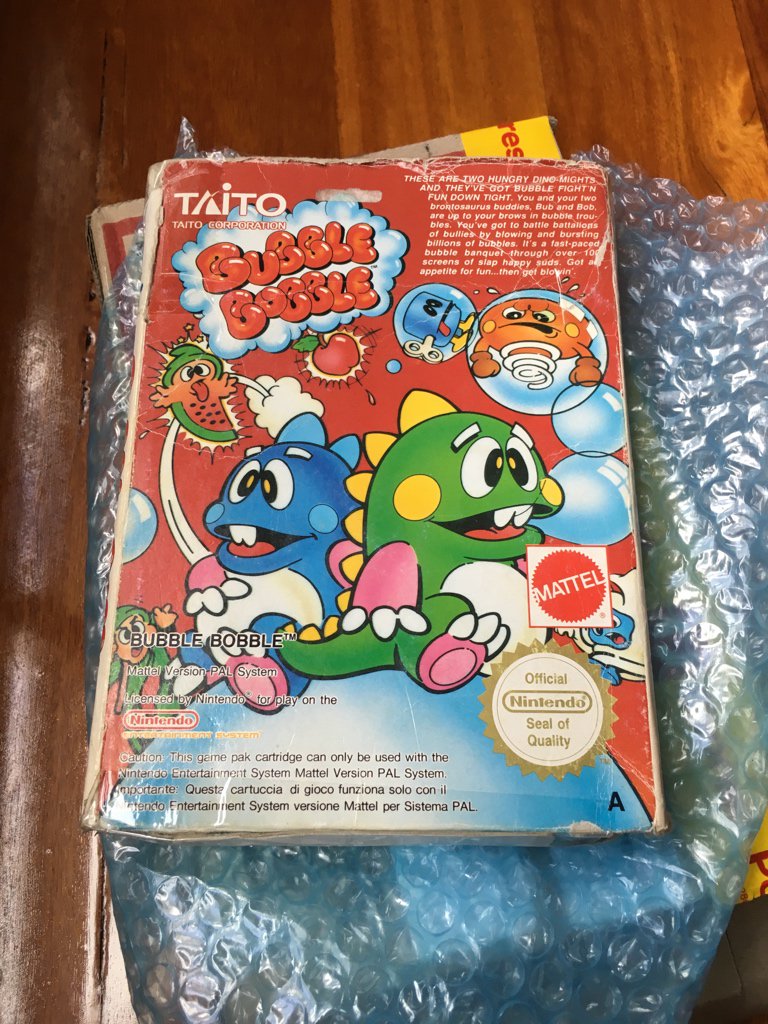 res
THESE ARE TWO HUNGRY DINO-MIGHTS
AND THEY'VE GOT BUBBLE FIGHT'N
FUN DOWN TIGHT. You and your two
brontosaurus buddies, Bub and Bob,
are up to your brows in bubble trou-
bles. You've got to battle battalions
of bullies by blowing and bursting
billions of bubbles. It's a fast-paced
bubble banquet through over 100
screens of slap happy suds. Got a
appetite for fun...then get blowin'.
TAITO
TAITO CORPORATION
BUBBLE
BOBBLE™
MATTEL
®
BUBBLE BOBBLE™
Mattel Version PAL System
Licensed by Nintendo® for play on the
Nintendo
ENTERTAINMENT SYSTEM
Official
Nintendo®
Seal of
Quality
TM
Caution: This game pak cartridge can only be used with the
Nintendo Entertainment System Mattel Version PAL System.
Importante: Questa cartuccia di gioco funziona solo con il
tendo Entertainment System versione Mattel per Sistema PAL.
A